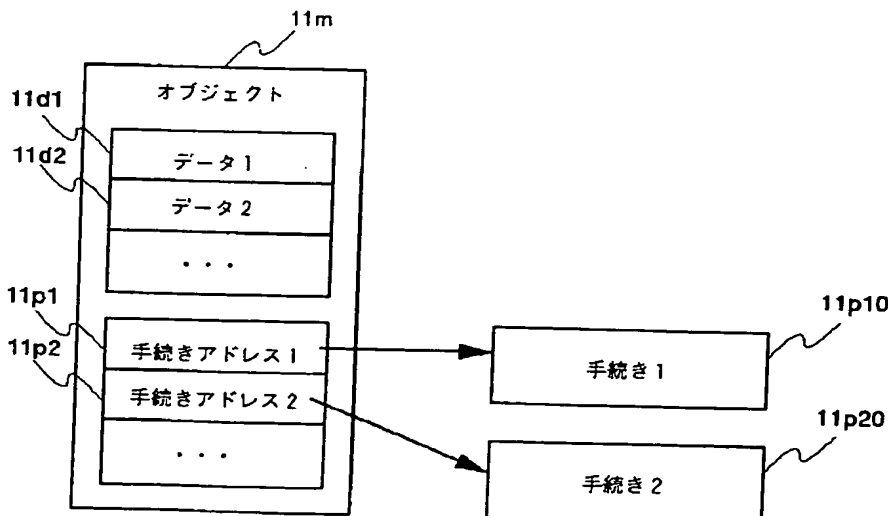 11m
オブジェクト
11d1
データ1
11d2
データ2
・・・
11p1
手続きアドレス1
11p10
手続き1
11p2
手続きアドレス2
11p20
手続き2
・・・